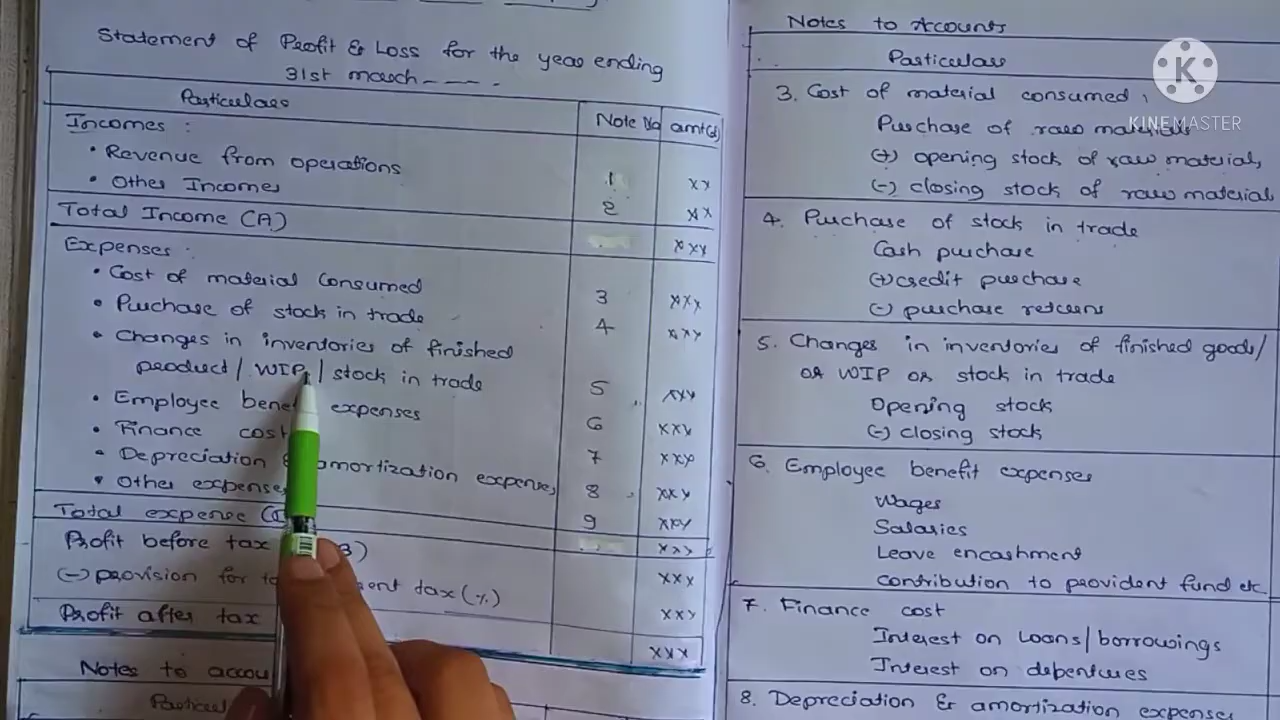 Statement of Profit & Loss for the year ending
31st march ----.
Particulars Note No amt(₹)
Incomes :
• Revenue from operations 1 xx
• Other Incomes 2 xx
Total Income (A) xxx
Expenses :
• Cost of material Consumed 3 xxx
• Purchase of stock in trade 4 xxx
• Changes in inventories of finished
product/ WIP/ stock in trade 5 xxx
• Employee expenses 6 xxx
• Finance 7 xxx
• Depreciation amortization expenses 8 xxx
• Other expenses 9 xxx
Total expense xxx
Profit before tax xxx
(-) provision for tax (%) xxx
Profit after tax xxx
Notes to
Notes to Accounts
Particulars
3. Cost of material consumed :
Purchase of raw materials
(+) opening stock of raw materials
(-) closing stock of raw material
4. Purchase of stock in trade
Cash purchase
(+) credit purchase
(-) purchase returns
5. Changes in inventories of finished goods/
or WIP or stock in trade
Opening stock
(-) closing stock
6. Employee benefit expenses
Wages
Salaries
Leave encashment
contribution to provident fund etc
7. Finance cost
Interest on loans/borrowings
Interest on debentures
8. Depreciation & amortization expenses
K
KINEMASTER